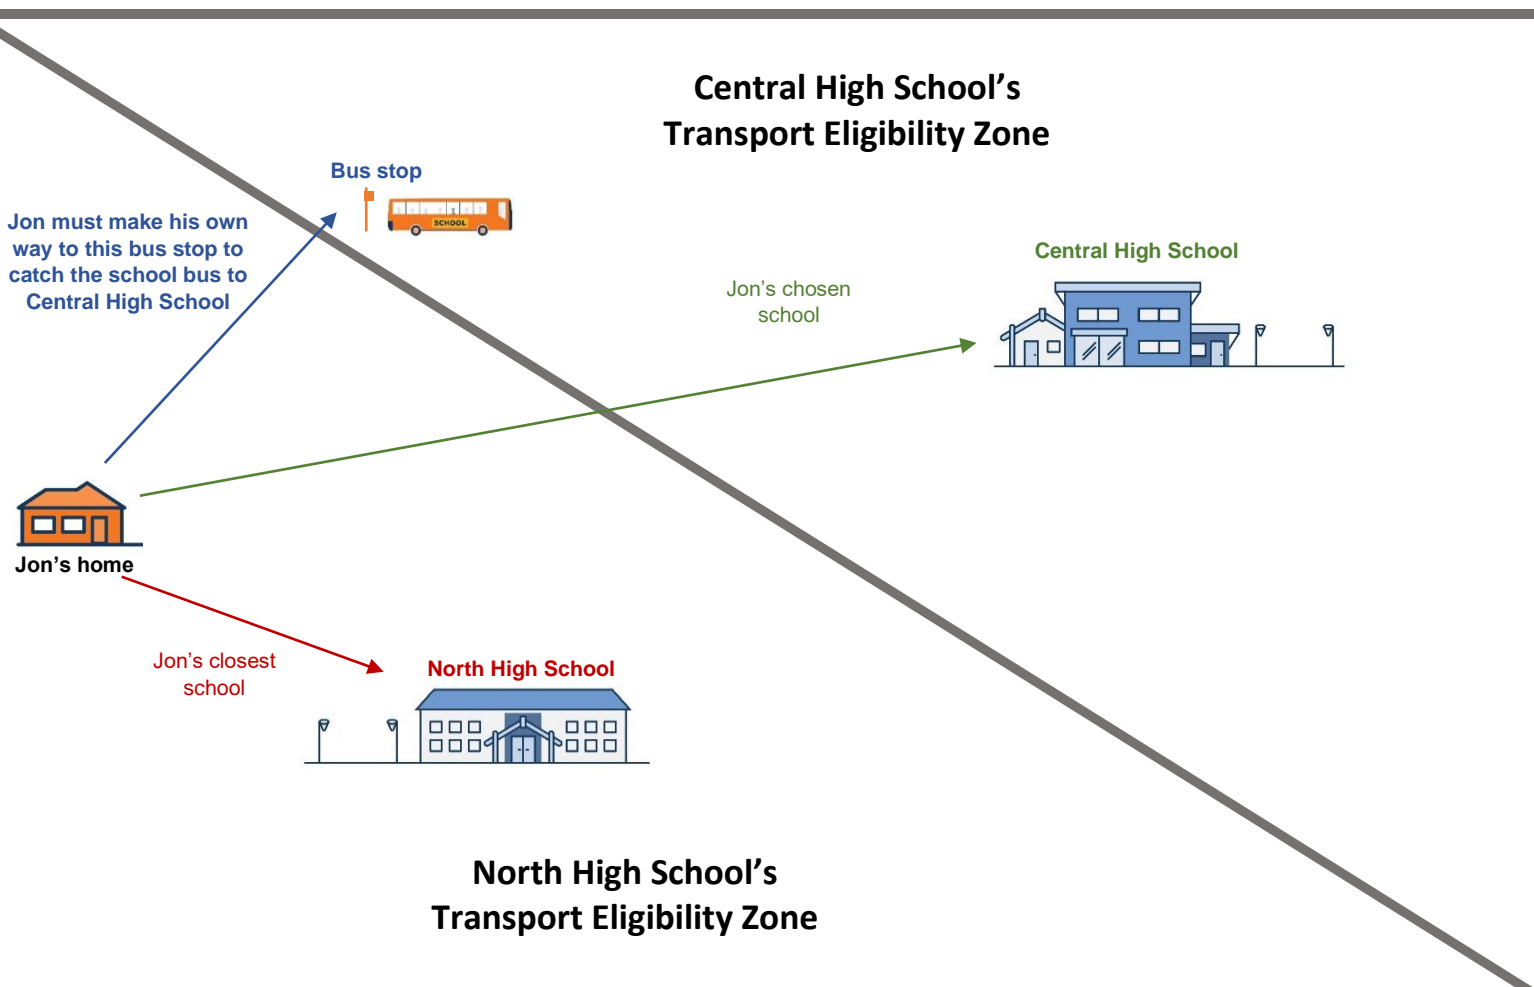 Central High School’s
Transport Eligibility Zone
Bus stop
SCHOOL
Jon must make his own
way to this bus stop to
catch the school bus to
Central High School
Central High School
Jon’s chosen
school
Jon’s home
Jon’s closest
school
North High School
North High School’s
Transport Eligibility Zone